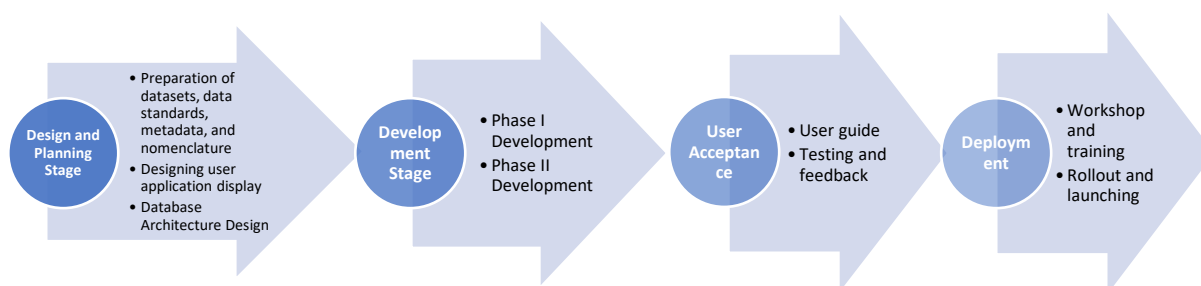 Design and
Planning
Stage
• Preparation of
datasets, data
standards,
metadata, and
nomenclature
• Designing user
application display
• Database
Architecture Design
Develop
ment
Stage
• Phase I
Development
• Phase II
Development
User
Acceptan
ce
• User guide
• Testing and
feedback
Deploym
ent
• Workshop
and
training
• Rollout and
launching